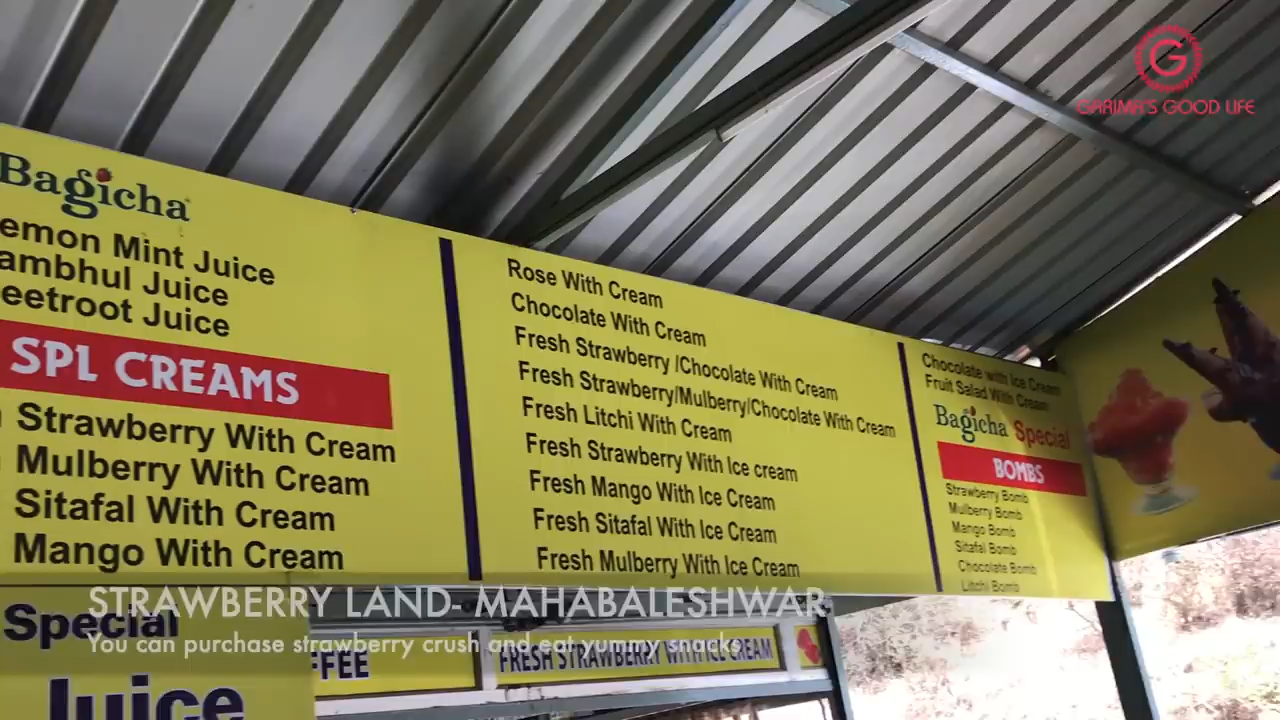 G
GARIMA'S GOOD LIFE
Bagicha
emon Mint Juice
ambhul Juice
eetroot Juice
SPL CREAMS
Strawberry With Cream
Mulberry With Cream
Sitafal With Cream
Mango With Cream
Rose With Cream
Chocolate With Cream
Fresh Strawberry /Chocolate With Cream
Fresh Strawberry/Mulberry/Chocolate With Cream
Fresh Litchi With Cream
Fresh Strawberry With Ice cream
Fresh Mango With Ice Cream
Fresh Sitafal With Ice Cream
Fresh Mulberry With Ice Cream
Chocolate with Ice Cream
Fruit Salad With Cream
Bagicha Special
BOMBS
Strawberry Bomb
Mulberry Bomb
Mango Bomb
Sitafal Bomb
Chocolate Bomb
Litchi Bomb
STRAWBERRY LAND- MAHABALESHWAR
You can purchase strawberry crush and eat yummy snacks
Special
Juice
FFEE
FRESH STRAWBERRY WITH ICE CREAM